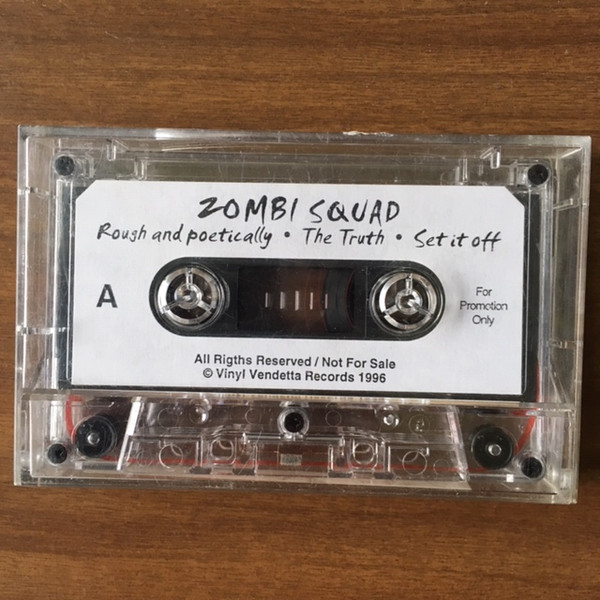 ZOMBI SQUAD
Rough and poetically • The Truth • Set it off
A
For
Promotion
Only
All Rigths Reserved / Not For Sale
© Vinyl Vendetta Records 1996